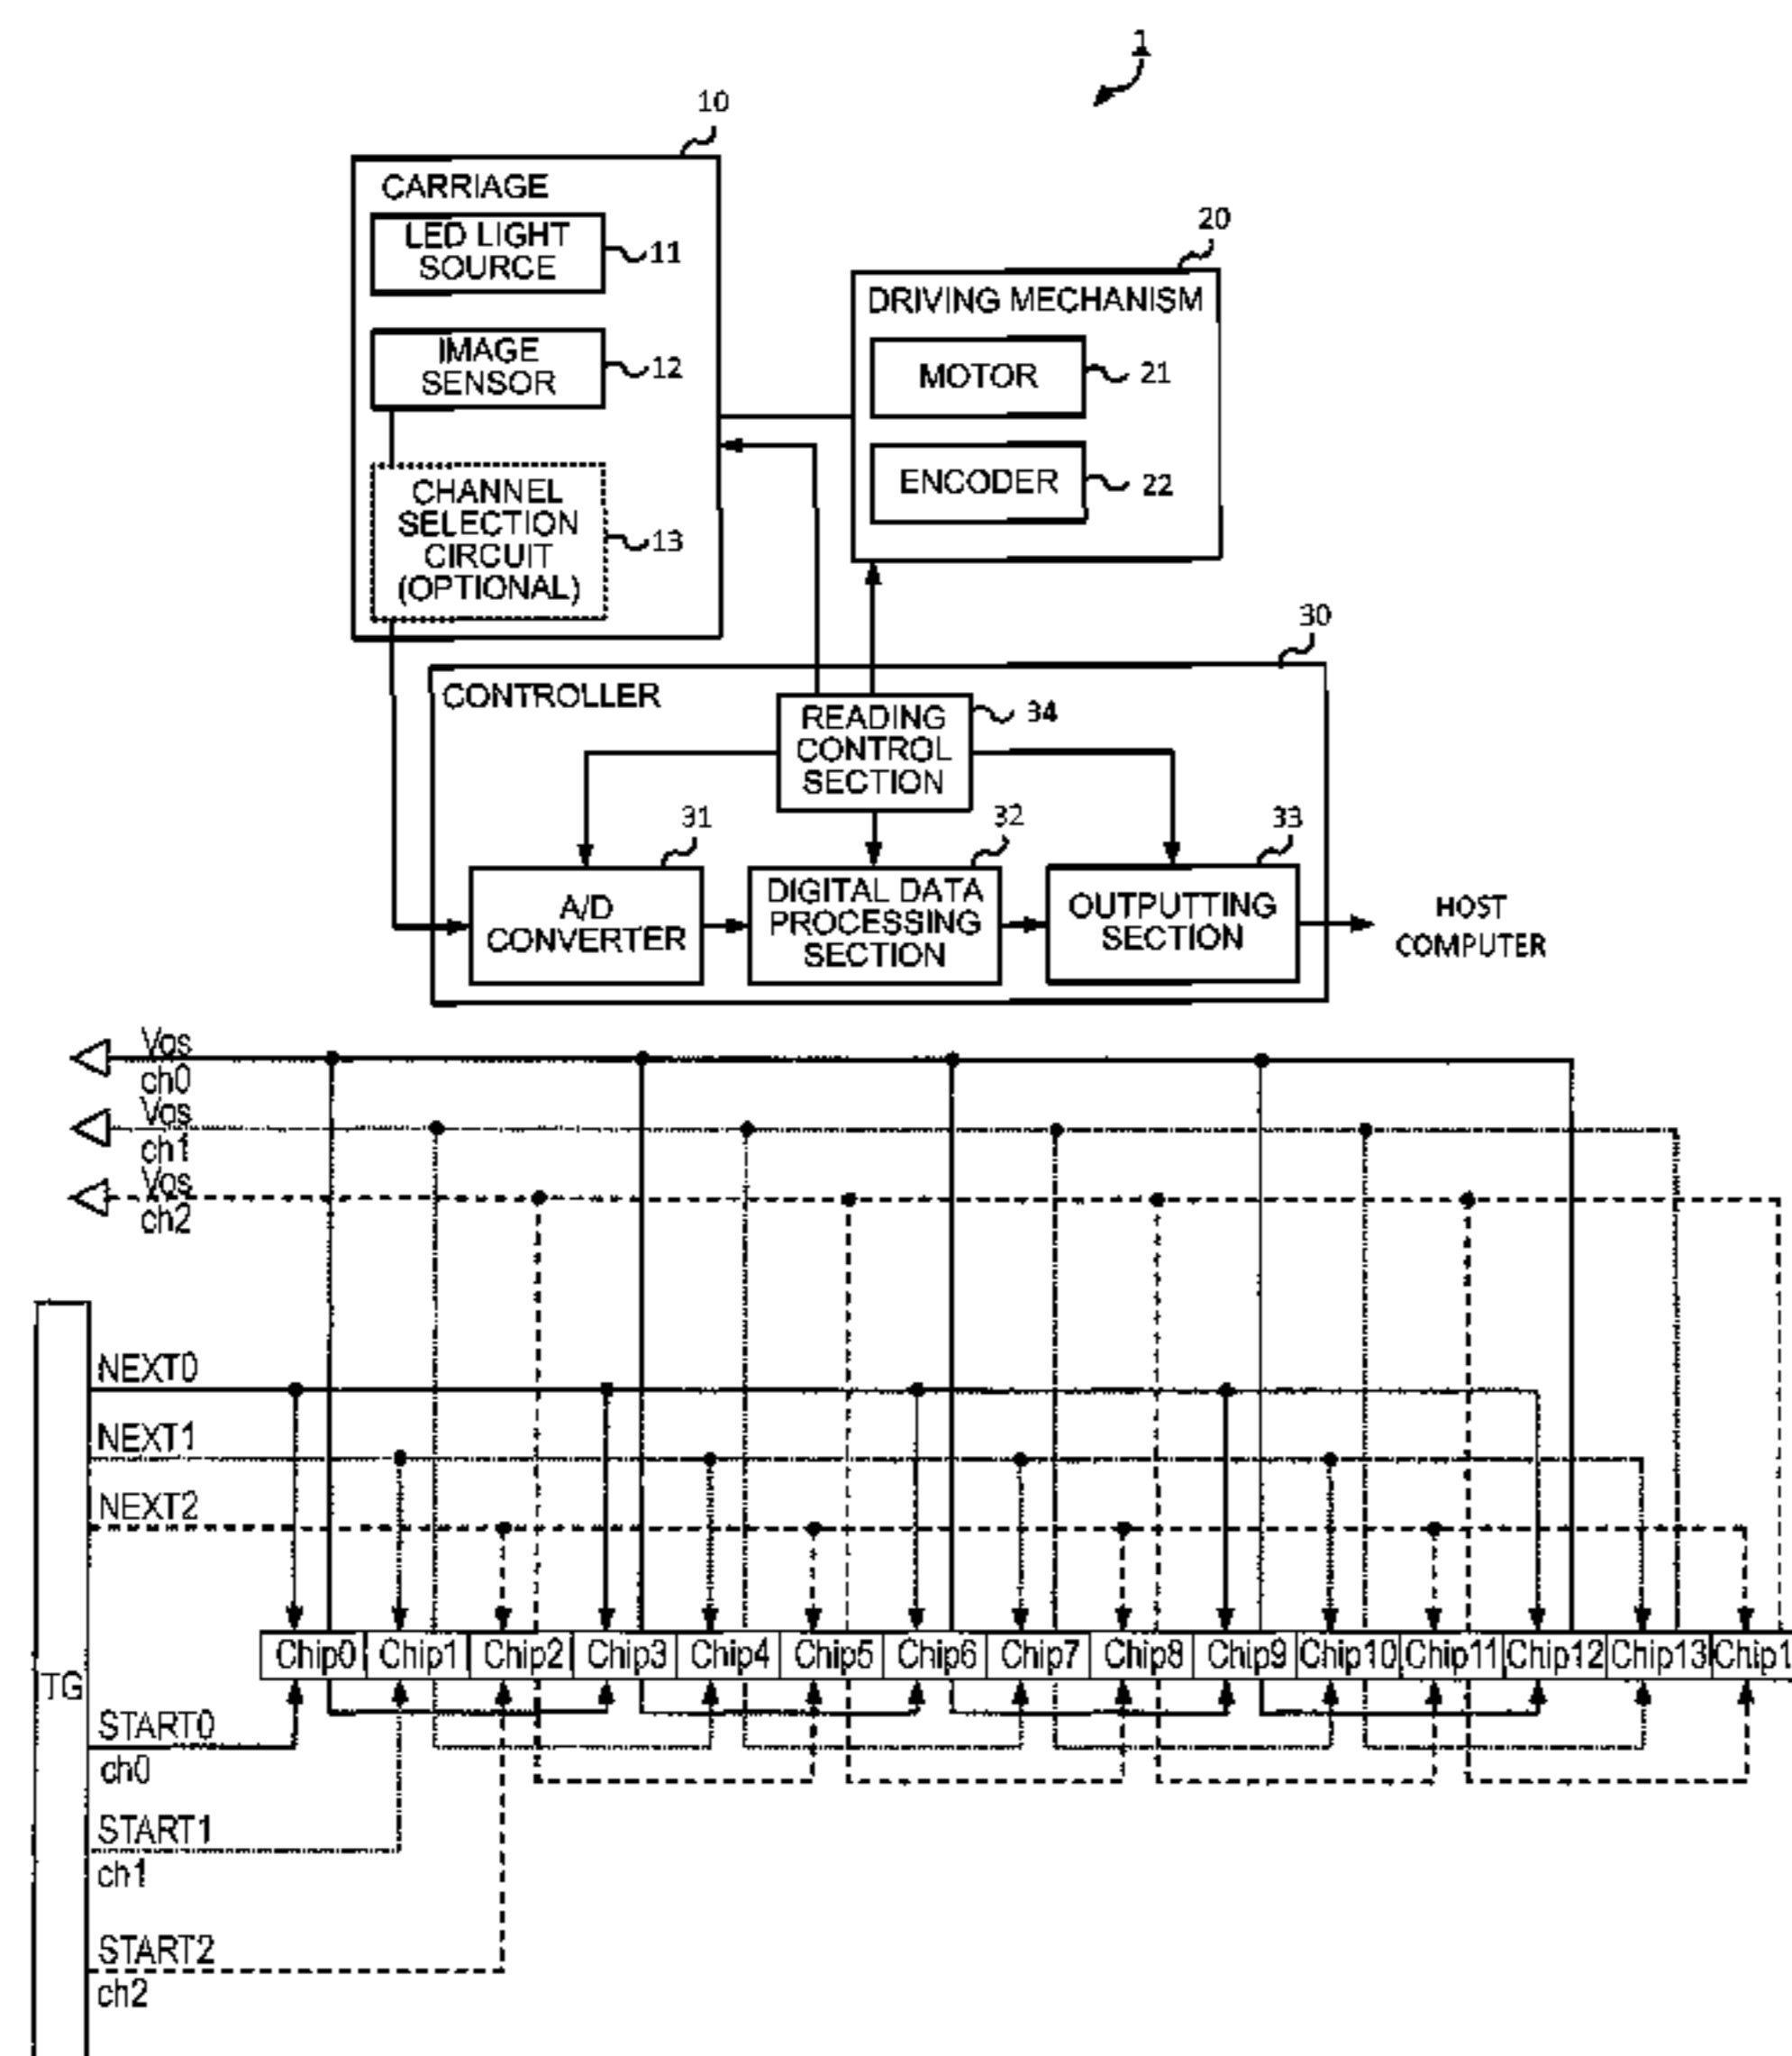 1
10
CARRIAGE
LED LIGHT
SOURCE
11
IMAGE
SENSOR
12
CHANNEL
SELECTION
CIRCUIT
(OPTIONAL)
13
20
DRIVING MECHANISM
MOTOR
21
ENCODER
22
30
CONTROLLER
READING
CONTROL
SECTION
34
31
A/D
CONVERTER
32
DIGITAL DATA
PROCESSING
SECTION
33
OUTPUTTING
SECTION
HOST
COMPUTER
Vos
ch0
Vos
ch1
Vos
ch2
NEXT0
NEXT1
NEXT2
Chip0 Chip1 Chip2 Chip3 Chip4 Chip5 Chip6 Chip7 Chip8 Chip9 Chip10 Chip11 Chip12 Chip13 Chip1
TG
START0
ch0
START1
ch1
START2
ch2